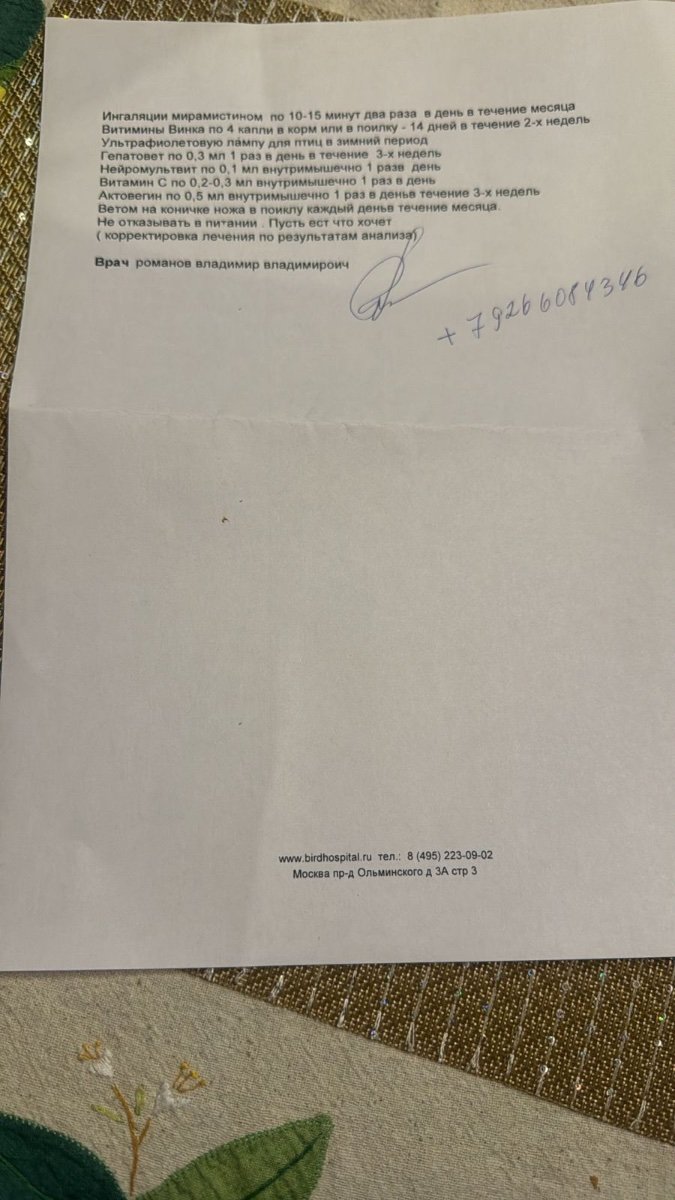 Ингаляции мирамистином по 10-15 минут два раза в день в течение месяца
Витимины Винка по 4 капли в корм или в поилку - 14 дней в течение 2-х недель
Ультрафиолетовую лампу для птиц в зимний период
Гепатовет по 0,3 мл 1 раз в день в течение 3-х недель
Нейромультвит по 0,1 мл внутримышечно 1 разв день
Витамин С по 0,2-0,3 мл внутримышечно 1 раз в день
Актовегин по 0,5 мл внутримышечно 1 раз в деньв течение 3-х недель
Ветом на коничке ножа в поиклу каждый деньв течение месяца.
Не отказывать в питании . Пусть ест что хочет
( корректировка лечения по результатам анализа)
Врач романов владимир владимироич
+79266084346
www.birdhospital.ru тел.: 8 (495) 223-09-02
Москва пр-д Ольминского д 3А стр 3